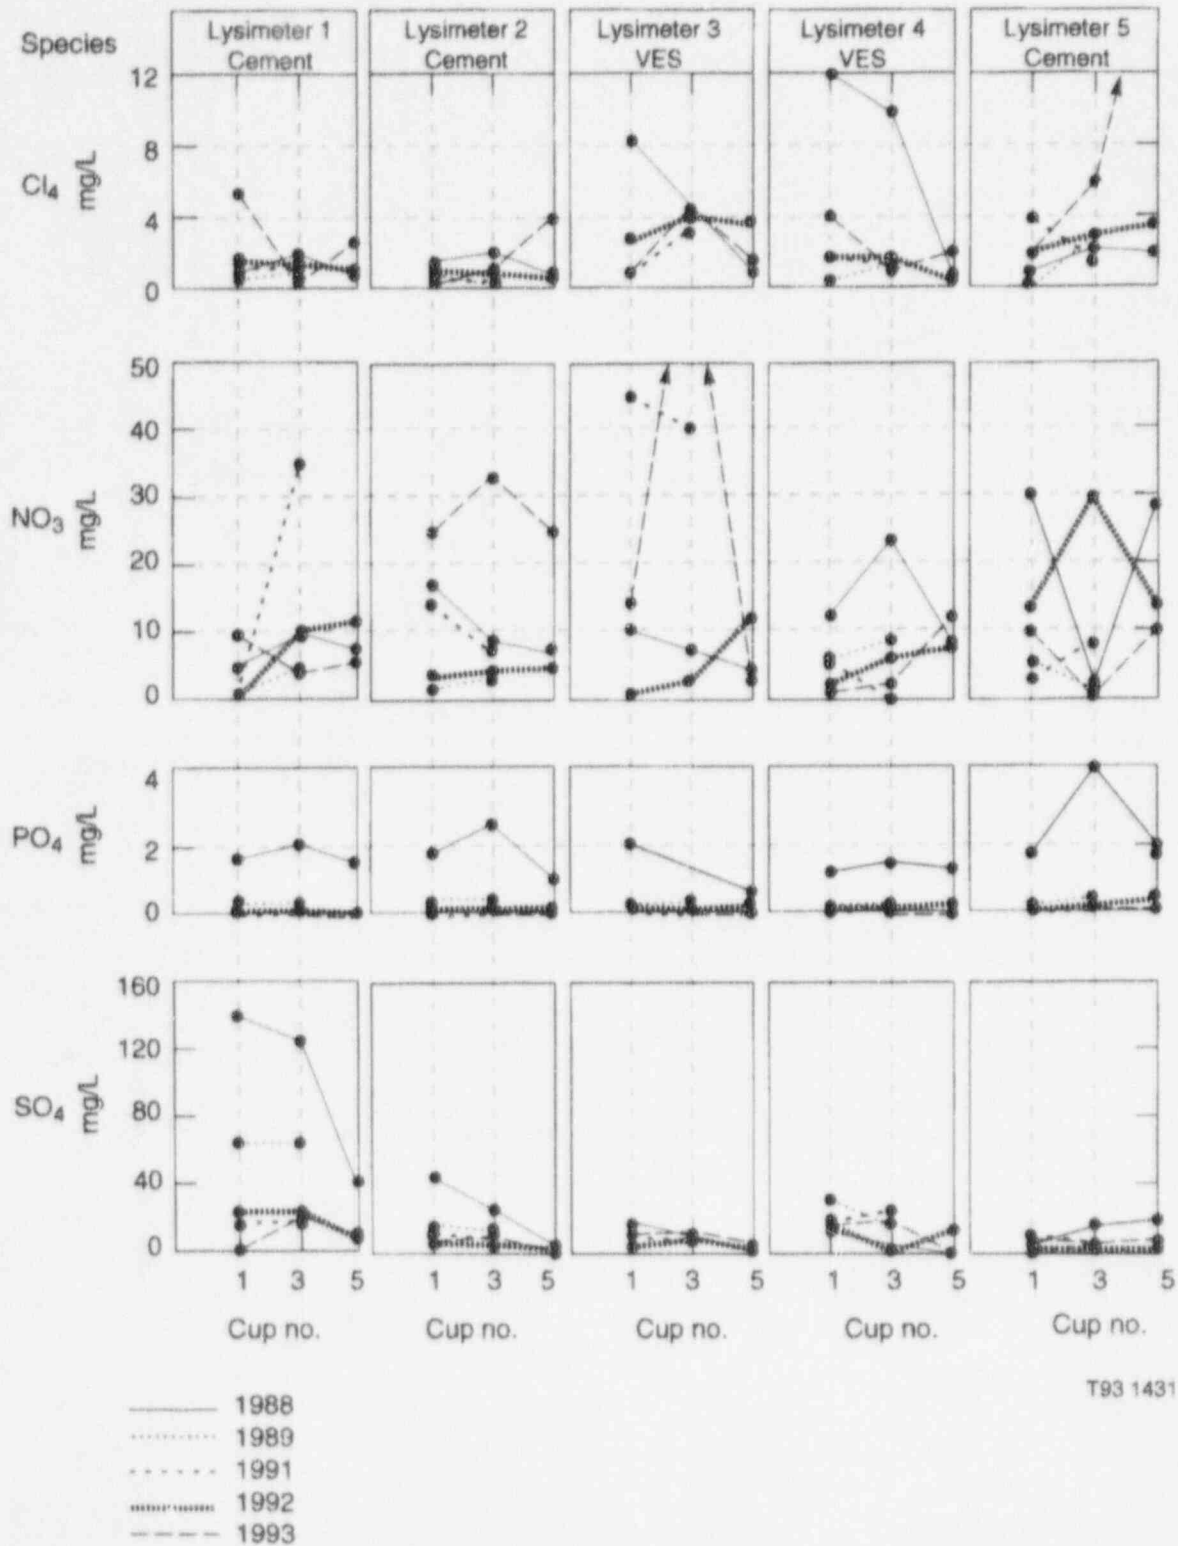 Species
Lysimeter 1
Cement
Lysimeter 2
Cement
Lysimeter 3
VES
Lysimeter 4
VES
Lysimeter 5
Cement
Cl4 mg/L
12
8
4
0
NO3 mg/L
50
40
30
20
10
0
PO4 mg/L
4
2
0
SO4 mg/L
160
120
80
40
0
1 3 5 1 3 5 1 3 5 1 3 5 1 3 5
Cup no. Cup no. Cup no. Cup no. Cup no.
T93 1431
1988
1989
1991
1992
1993